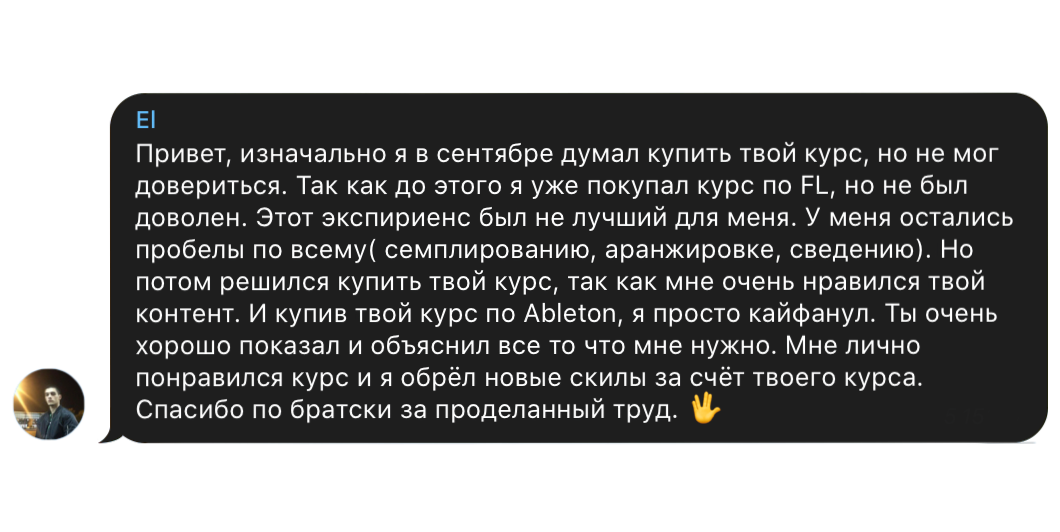 El
Привет, изначально я в сентябре думал купить твой курс, но не мог
довериться. Так как до этого я уже покупал курс по FL, но не был
доволен. Этот экспириенс был не лучший для меня. У меня остались
пробелы по всему( семплированию, аранжировке, сведению). Но
потом решился купить твой курс, так как мне очень нравился твой
контент. И купив твой курс по Ableton, я просто кайфанул. Ты очень
хорошо показал и объяснил все то что мне нужно. Мне лично
понравился курс и я обрёл новые скилы за счёт твоего курса.
Спасибо по братски за проделанный труд. 🖖